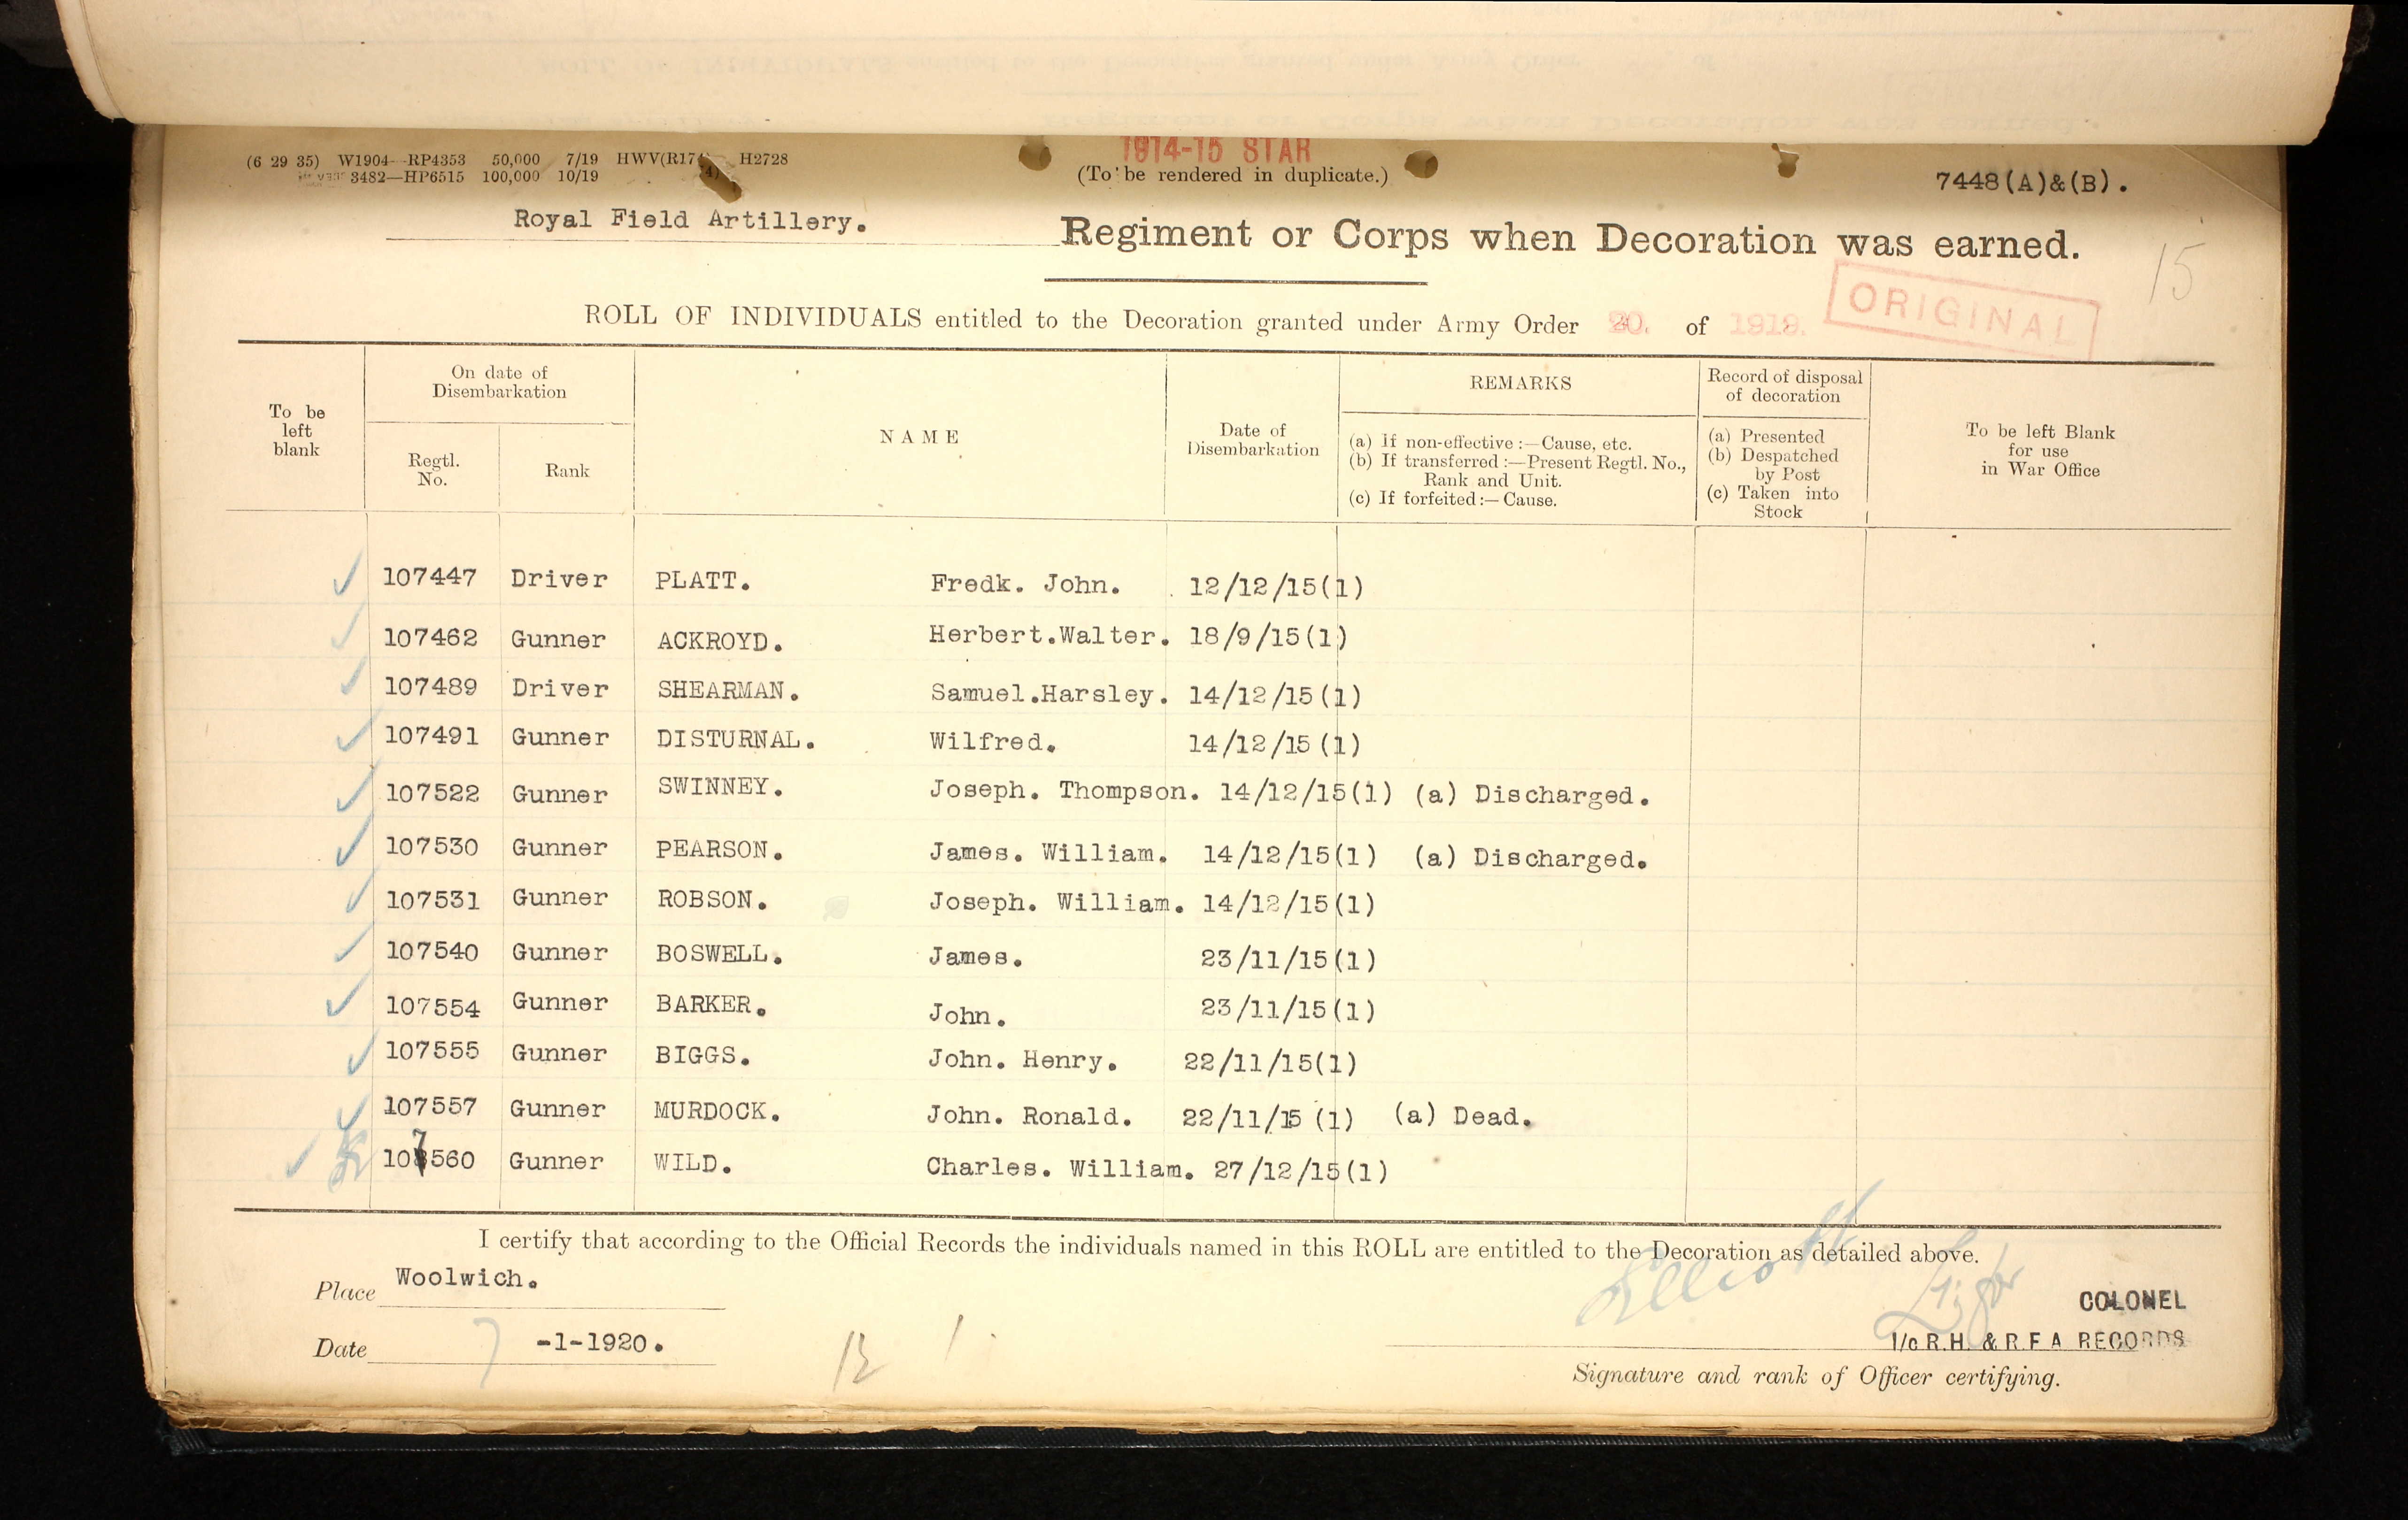 1914-15 STAR
(6 29 35) W1904—RP4353 50,000 7/19 HWV(R17 H2728
3482—HP6515 100,000 10/19
(To be rendered in duplicate.)
7448(A)&(B).
Royal Field Artillery. Regiment or Corps when Decoration was earned.
15
ORIGINAL
ROLL OF INDIVIDUALS entitled to the Decoration granted under Army Order of
To be left blank
On date of Disembarkation
Regtl. No.
Rank
NAME
Date of Disembarkation
REMARKS
(a) If non-effective :—Cause, etc.
(b) If transferred :—Present Regtl. No., Rank and Unit.
(c) If forfeited :— Cause.
Record of disposal of decoration
(a) Presented
(b) Despatched by Post
(c) Taken into Stock
To be left Blank for use in War Office
107447 Driver PLATT. Fredk. John. 12/12/15(1)
107462 Gunner ACKROYD. Herbert.Walter. 18/9/15(1)
107489 Driver SHEARMAN. Samuel.Harsley. 14/12/15(1)
107491 Gunner DISTURNAL. Wilfred. 14/12/15(1)
107522 Gunner SWINNEY. Joseph. Thompson. 14/12/15(1) (a) Discharged.
107530 Gunner PEARSON. James. William. 14/12/15(1) (a) Discharged.
107531 Gunner ROBSON. Joseph. William. 14/12/15(1)
107540 Gunner BOSWELL. James. 23/11/15(1)
107554 Gunner BARKER. John. 23/11/15(1)
107555 Gunner BIGGS. John. Henry. 22/11/15(1)
107557 Gunner MURDOCK. John. Ronald. 22/11/15(1) (a) Dead.
107560 Gunner WILD. Charles. William. 27/12/15(1)
I certify that according to the Official Records the individuals named in this ROLL are entitled to the Decoration as detailed above.
Place Woolwich.
Elliott
COLONEL
Date 7 -1-1920.
I/c R.H. & R.F.A RECORDS
Signature and rank of Officer certifying.